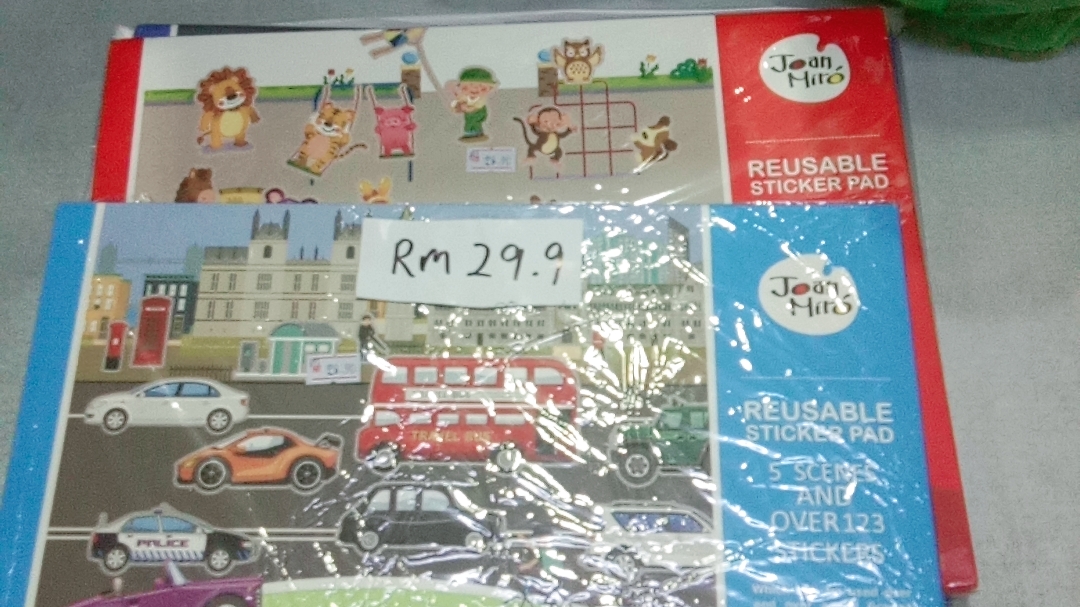 Joan
Miró
REUSABLE
STICKER PAD
Rm 29.9
Joan
Miró
REUSABLE
STICKER PAD
5 SCENES
AND
OVER 123
STICKERS
TRAVEL BUS
POLICE